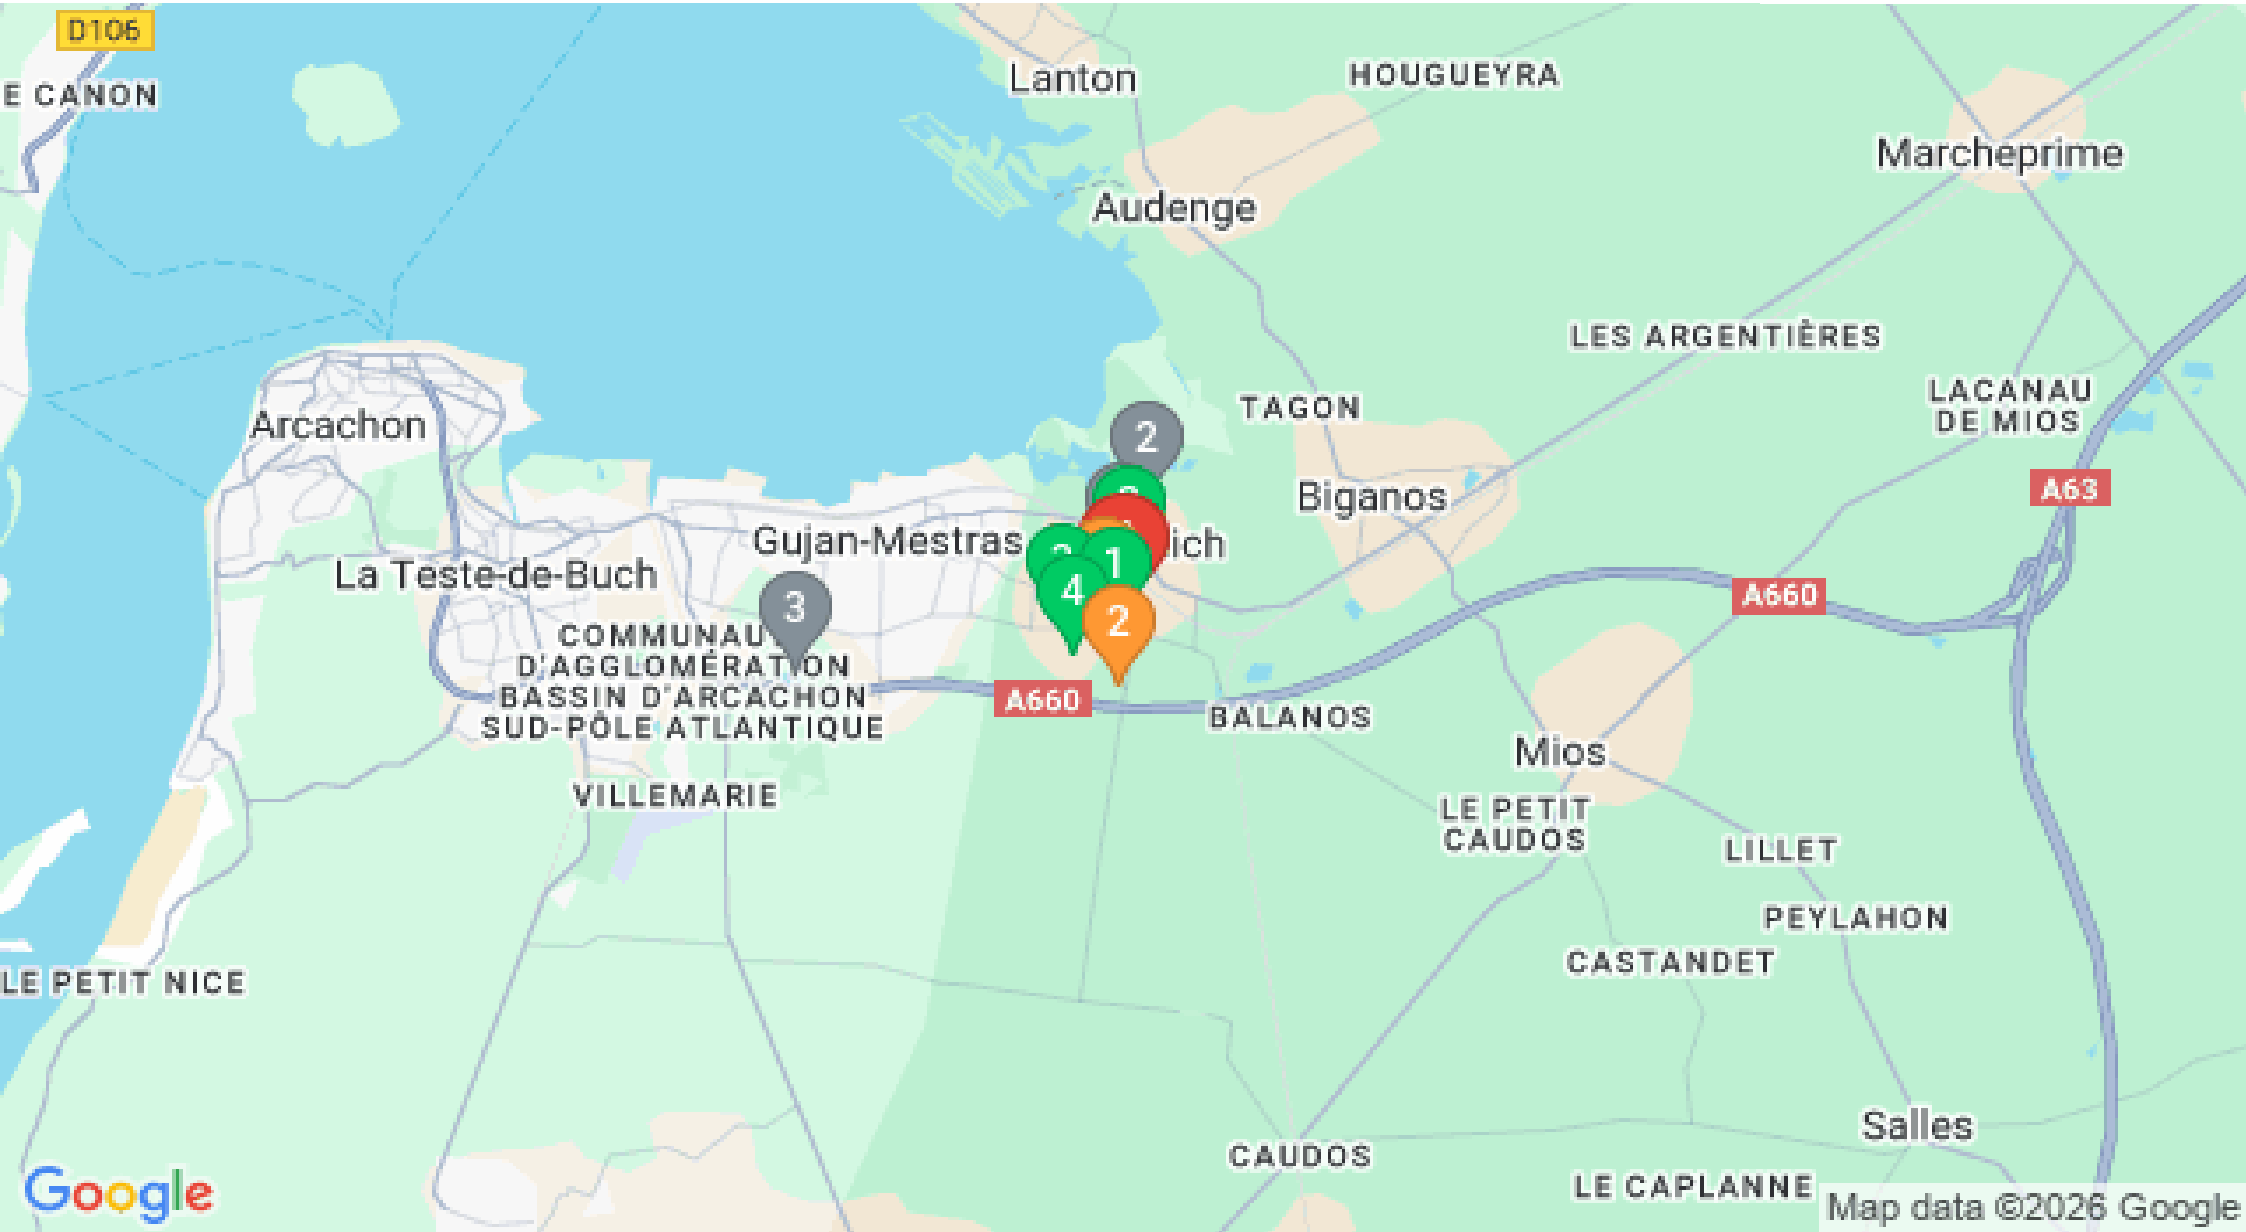 D106
E CANON
Lanton
HOUGUEYRA
Marcheprime
Audenge
LES ARGENTIÈRES
LACANAU
DE MIOS
TAGON
Arcachon
2
A63
Biganos
Gujan-Mestras
ich
1
La Teste-de-Buch
4
A660
3
2
COMMUNAU
D'AGGLOMÉRATION
BASSIN D'ARCACHON
SUD-PÔLE ATLANTIQUE
A660
BALANOS
Mios
VILLEMARIE
LE PETIT
CAUDOS
LILLET
PEYLAHON
CASTANDET
LE PETIT NICE
Salles
CAUDOS
LE CAPLANNE
Google
Map data ©2026 Google